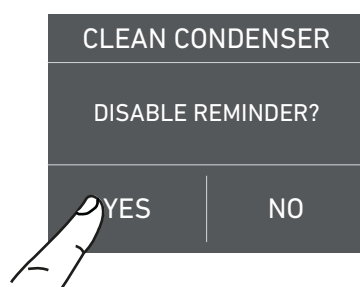 CLEAN CONDENSER
DISABLE REMINDER?
YES NO